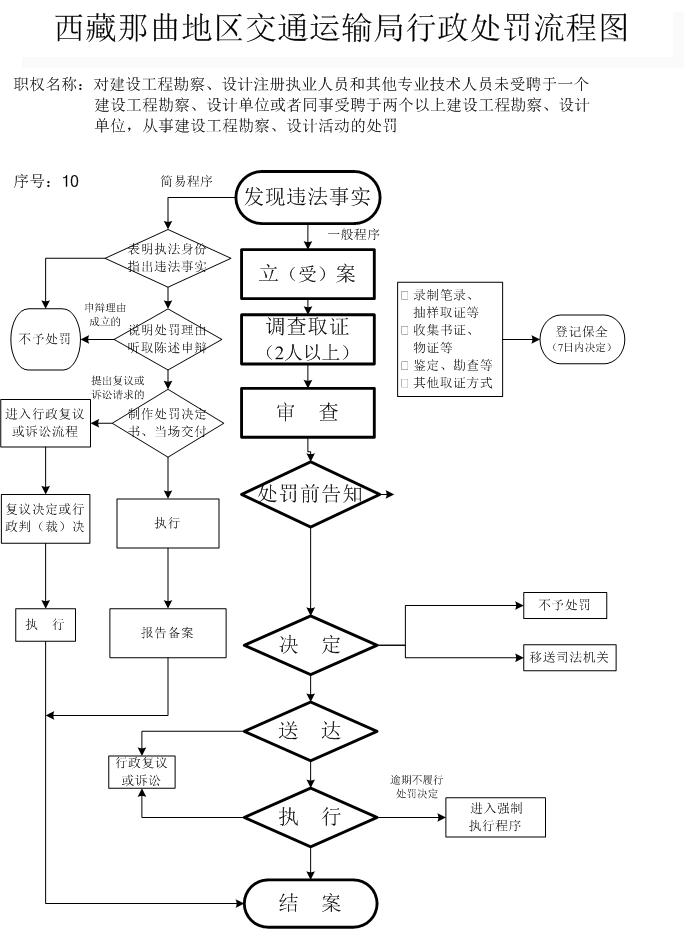 西藏那曲地区交通运输局行政处罚流程图
职权名称：对建设工程勘察、设计注册执业人员和其他专业技术人员未受聘于一个
建设工程勘察、设计单位或者同事受聘于两个以上建设工程勘察、设计
单位，从事建设工程勘察、设计活动的处罚
序号：10
简易程序
发现违法事实
一般程序
表明执法身份
指出违法事实
立（受）案
申辩理由
成立的
不予处罚
说明处罚理由
听取陈述申辩
调查取证
（2人以上）
录制笔录、
抽样取证等
收集书证、
物证等
鉴定、勘查等
其他取证方式
登记保全
（7日内决定）
提出复议或
诉讼请求的
进入行政复议
或诉讼流程
制作处罚决定
书、当场交付
审 查
处罚前告知
复议决定或行
政判（裁）决
执行
执 行
报告备案
决 定
不予处罚
移送司法机关
送 达
行政复议
或诉讼
执 行
逾期不履行
处罚决定
进入强制
执行程序
结 案